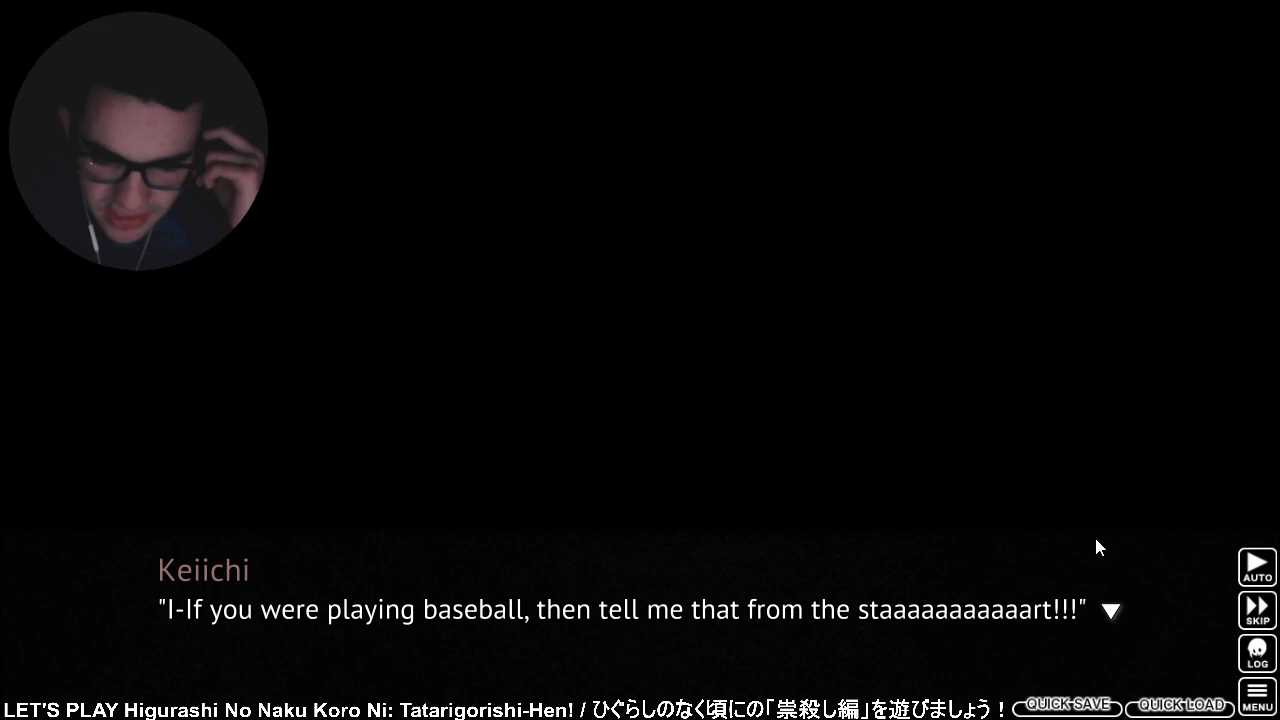 Keiichi
"I-If you were playing baseball, then tell me that from the staaaaaaaaaaart!!!"
AUTO
SKIP
LOG
MENU
LET'S PLAY Higurashi No Naku Koro Ni: Tatarigorishi-Hen! / ひぐらしのなく頃にの「祟殺し編」を遊びましょう！
QUICK SAVE
QUICK LOAD